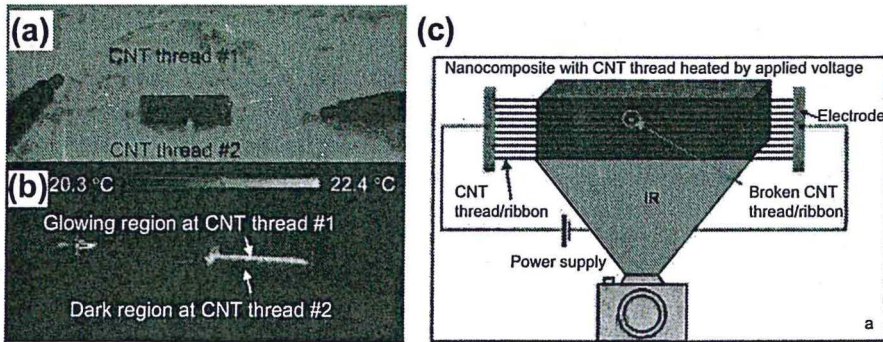 (a)
CNT thread #1
CNT thread #2
(b)
20.3 °C
22.4 °C
Glowing region at CNT thread #1
Dark region at CNT thread #2
(c)
Nanocomposite with CNT thread heated by applied voltage
Electrode
CNT
thread/ribbon
IR
Broken CNT
thread/ribbon
Power supply
a